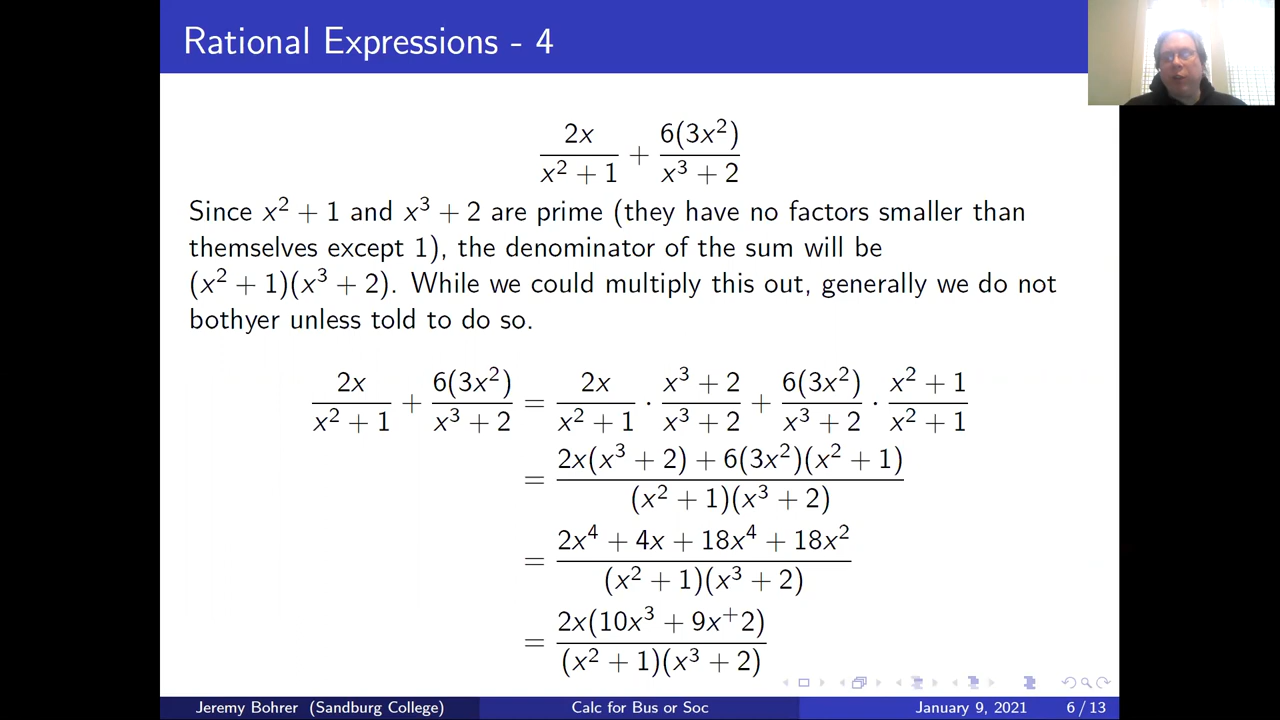 Rational Expressions - 4
2x/(x² + 1) + 6(3x²)/(x³ + 2)
Since x² + 1 and x³ + 2 are prime (they have no factors smaller than
themselves except 1), the denominator of the sum will be
(x² + 1)(x³ + 2). While we could multiply this out, generally we do not
bothyer unless told to do so.
2x/(x² + 1) + 6(3x²)/(x³ + 2) = 2x/(x² + 1) · (x³ + 2)/(x³ + 2) + 6(3x²)/(x³ + 2) · (x² + 1)/(x² + 1)
= (2x(x³ + 2) + 6(3x²)(x² + 1))/((x² + 1)(x³ + 2))
= (2x⁴ + 4x + 18x⁴ + 18x²)/((x² + 1)(x³ + 2))
= (2x(10x³ + 9x⁺2))/((x² + 1)(x³ + 2))
Jeremy Bohrer (Sandburg College) Calc for Bus or Soc January 9, 2021 6 / 13